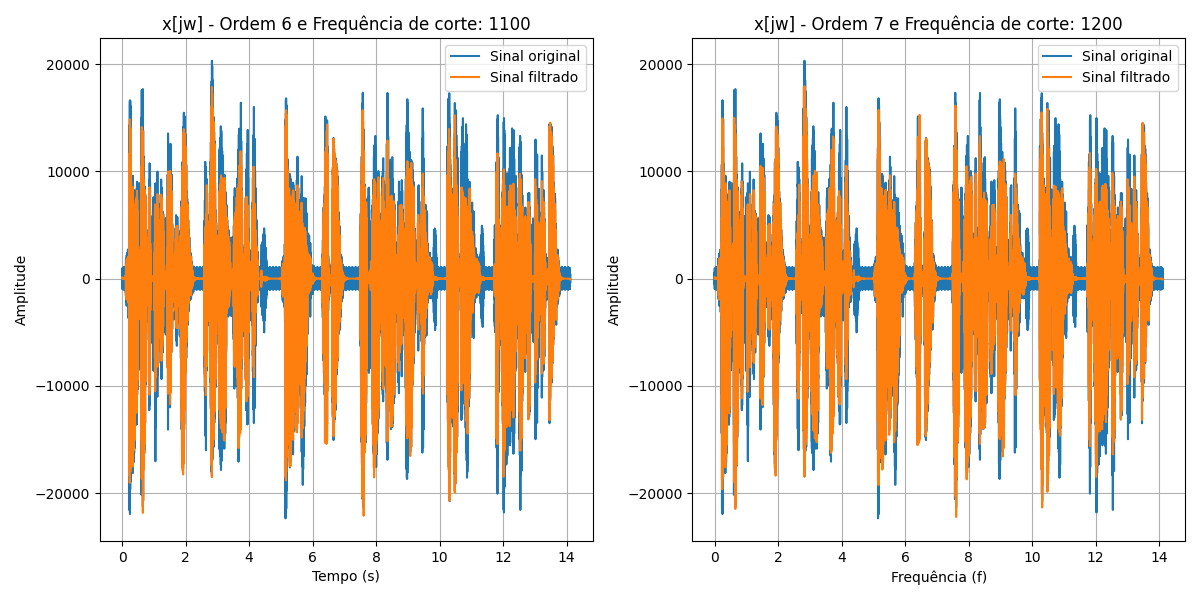 x[jw] - Ordem 6 e Frequência de corte: 1100
Sinal original
Sinal filtrado
20000
10000
0
−10000
−20000
Amplitude
0 2 4 6 8 10 12 14
Tempo (s)
x[jw] - Ordem 7 e Frequência de corte: 1200
Sinal original
Sinal filtrado
20000
10000
0
−10000
−20000
Amplitude
0 2 4 6 8 10 12 14
Frequência (f)